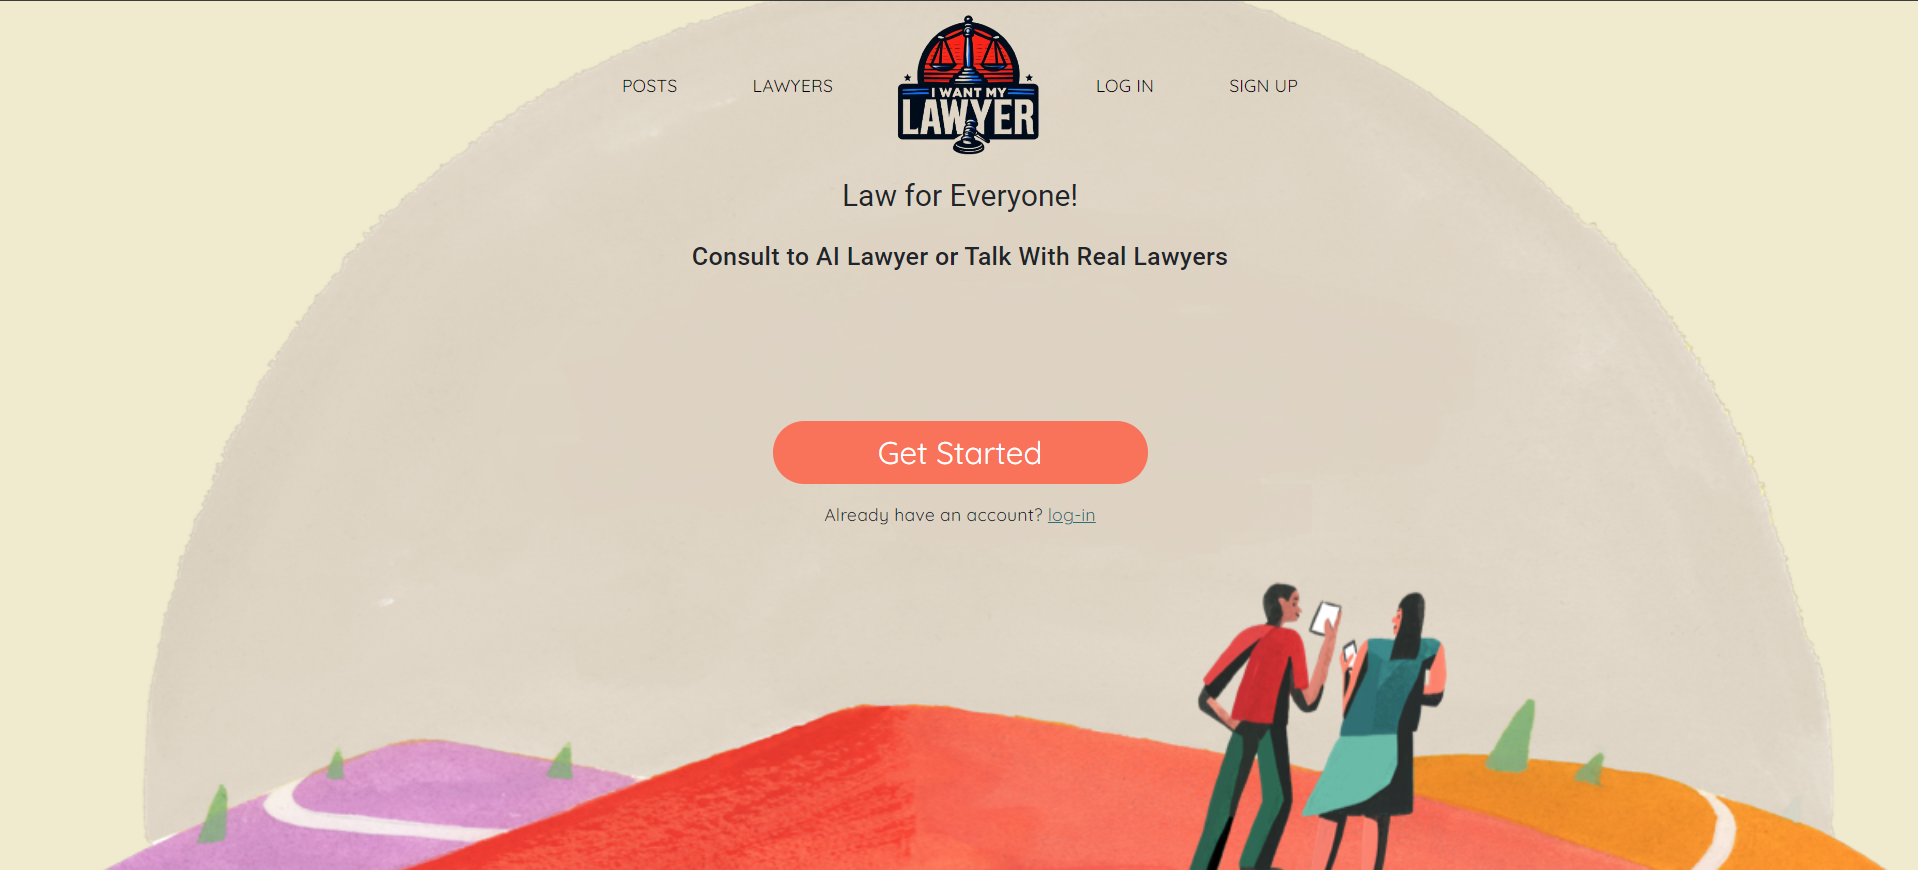 POSTS
LAWYERS
I WANT MY
LAWYER
LOG IN
SIGN UP
Law for Everyone!
Consult to AI Lawyer or Talk With Real Lawyers
Get Started
Already have an account? log-in